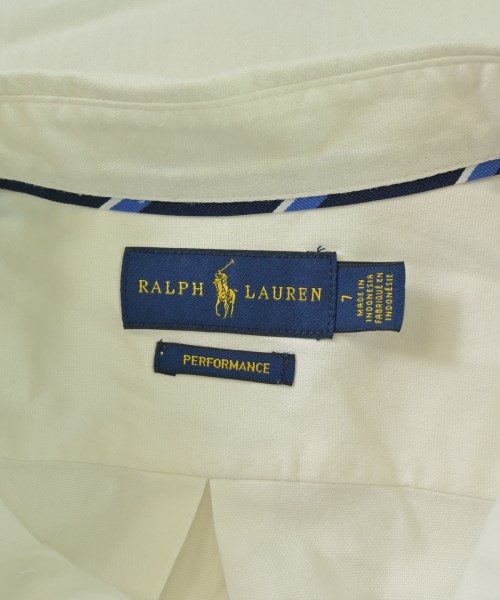 RALPH LAUREN
7
MADE IN
INDONESIA
FABRIQUÉ EN
INDONÉSIE
PERFORMANCE